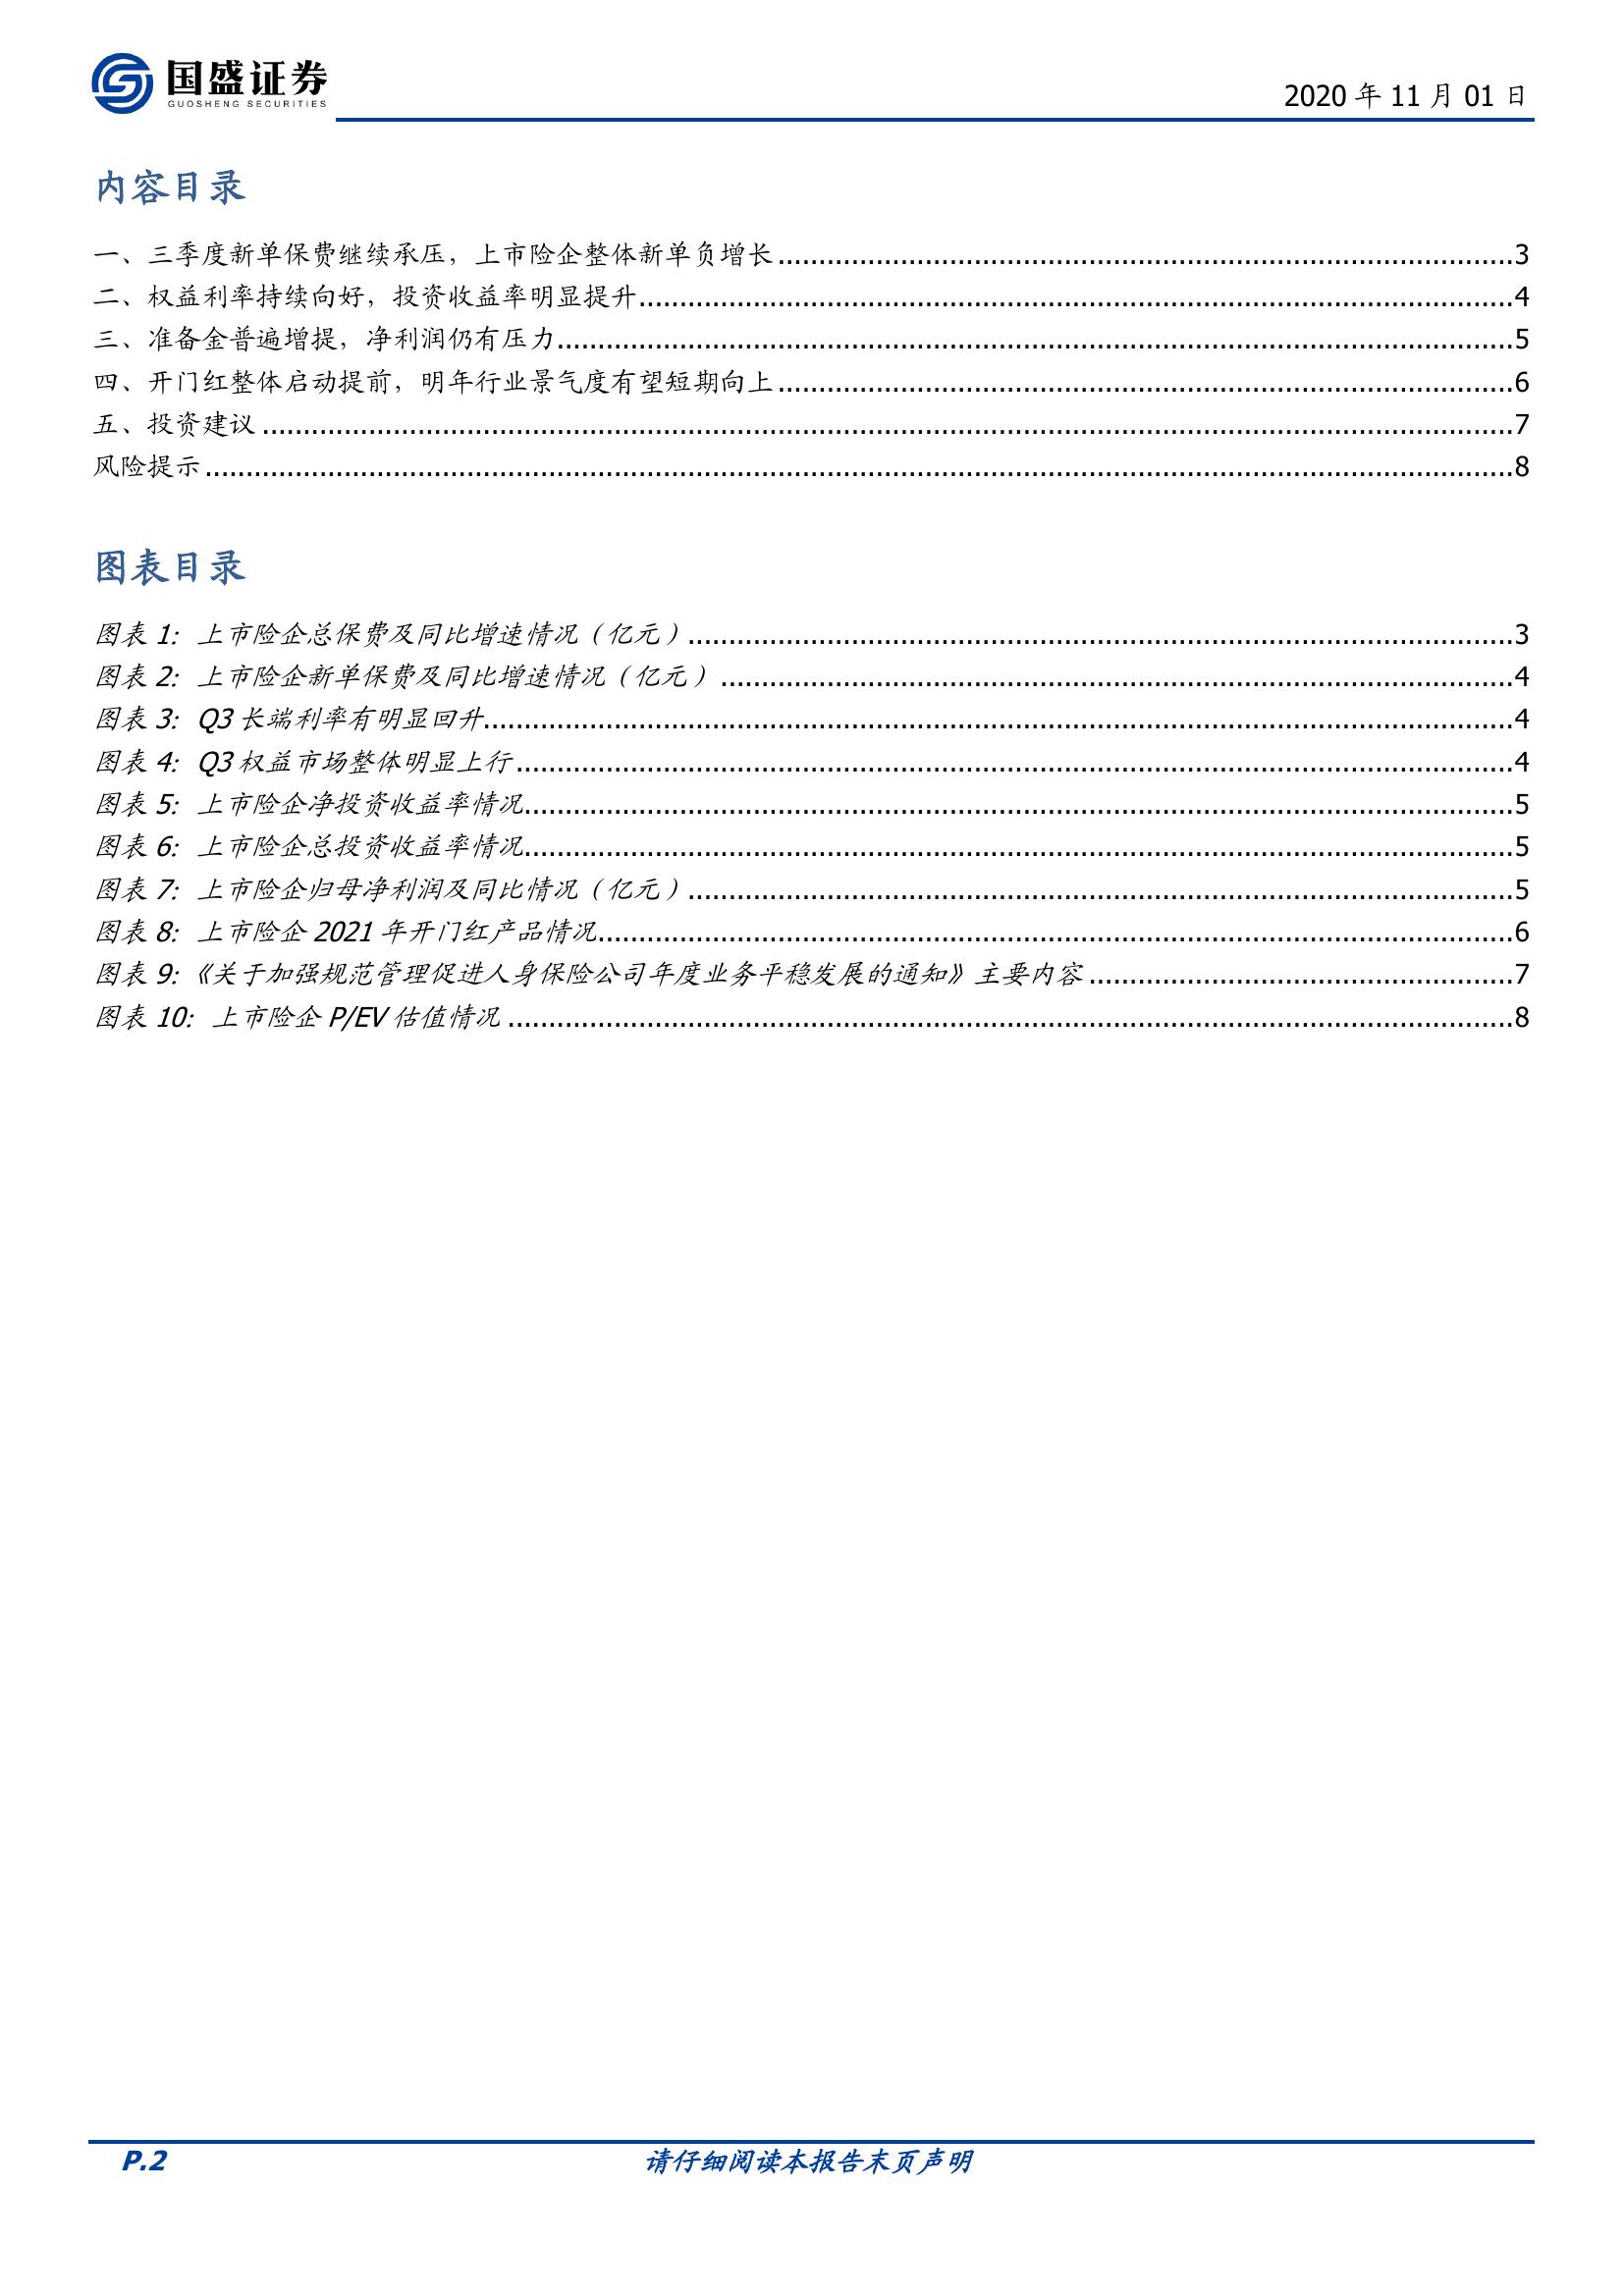 国盛证券
GUOSHENG SECURITIES
2020 年 11 月 01 日
内容目录
一、三季度新单保费继续承压，上市险企整体新单负增长........3
二、权益利率持续向好，投资收益率明显提升........4
三、准备金普遍增提，净利润仍有压力........5
四、开门红整体启动提前，明年行业景气度有望短期向上........6
五、投资建议........7
风险提示........8
图表目录
图表 1: 上市险企总保费及同比增速情况（亿元）........3
图表 2: 上市险企新单保费及同比增速情况（亿元）........4
图表 3: Q3 长端利率有明显回升........4
图表 4: Q3 权益市场整体明显上行........4
图表 5: 上市险企净投资收益率情况........5
图表 6: 上市险企总投资收益率情况........5
图表 7: 上市险企归母净利润及同比情况（亿元）........5
图表 8: 上市险企 2021 年开门红产品情况........6
图表 9:《关于加强规范管理促进人身保险公司年度业务平稳发展的通知》主要内容........7
图表 10: 上市险企 P/EV 估值情况........8
P.2
请仔细阅读本报告末页声明